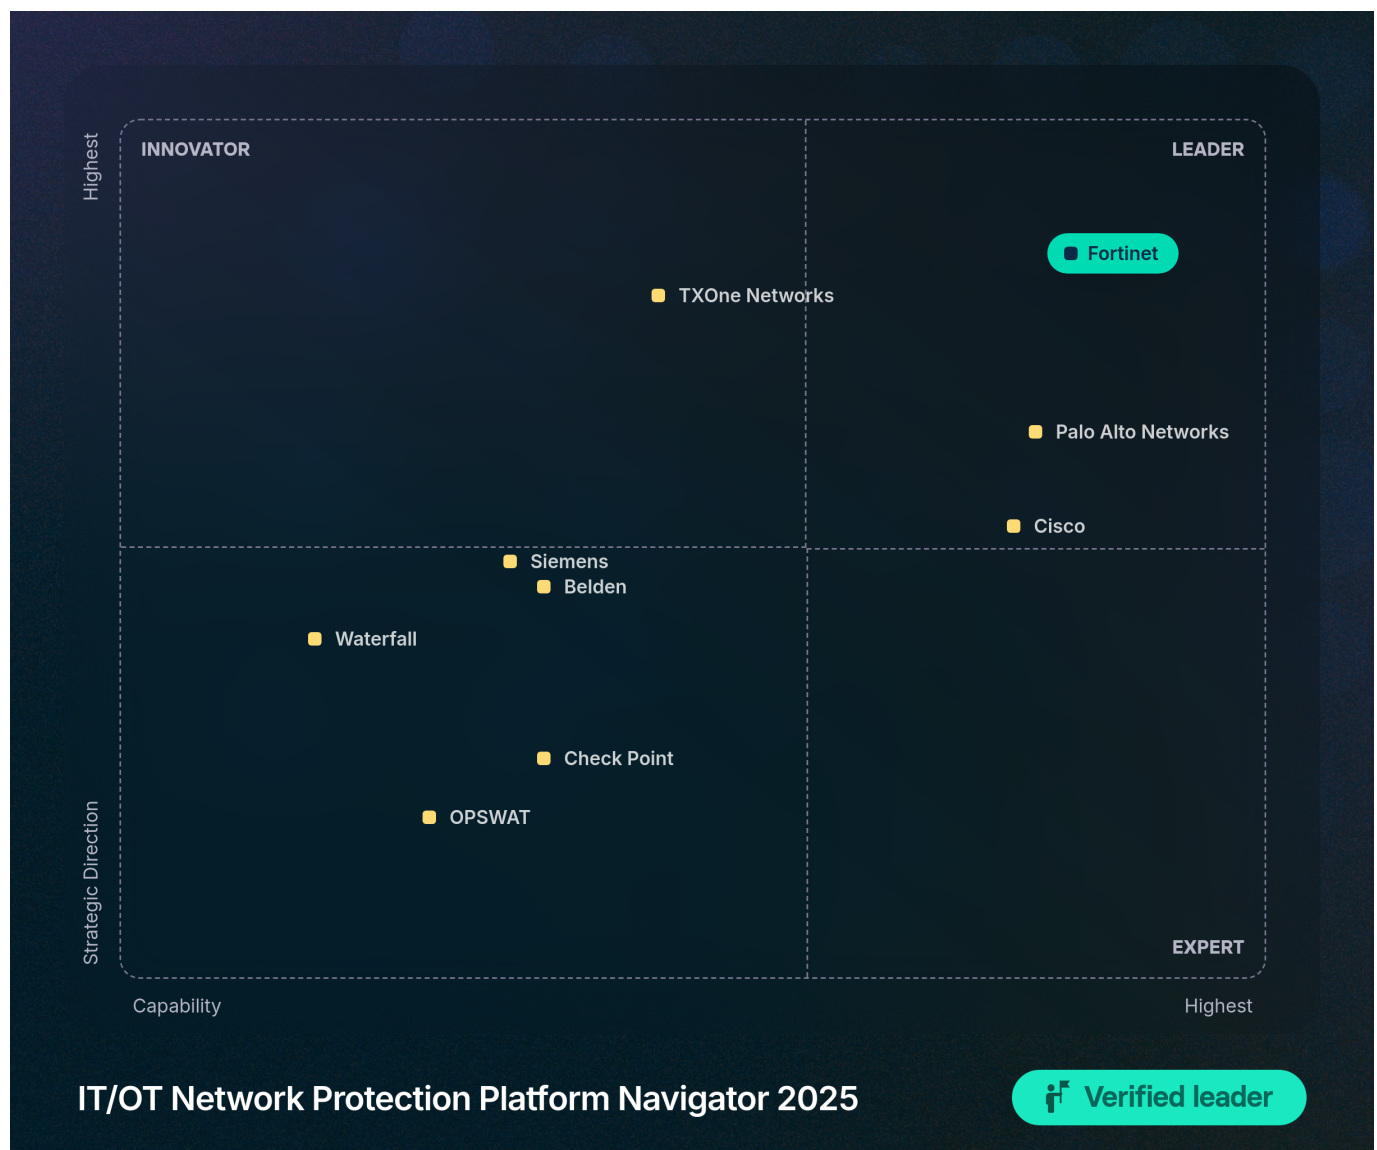 Highest
INNOVATOR
LEADER
Fortinet
TXOne Networks
Palo Alto Networks
Cisco
Siemens
Belden
Waterfall
Check Point
OPSWAT
Strategic Direction
EXPERT
Capability
Highest
IT/OT Network Protection Platform Navigator 2025
Verified leader